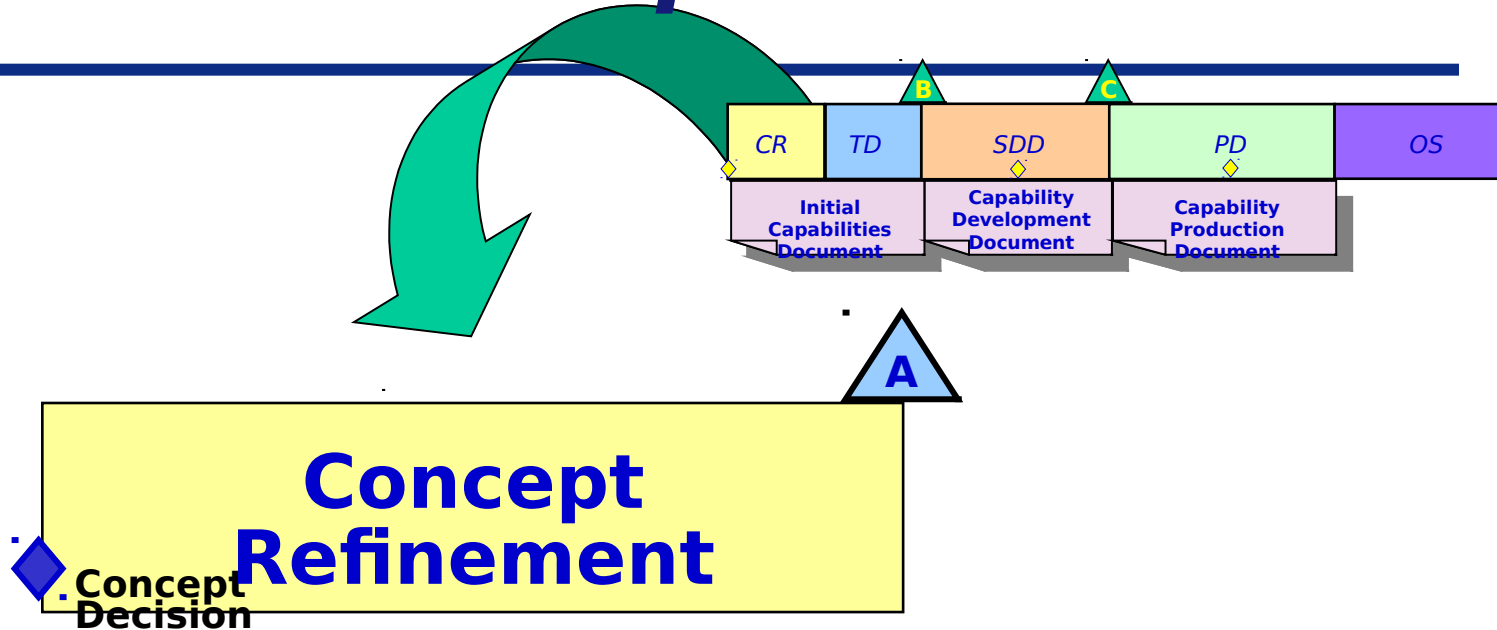 B C
CR TD SDD PD OS
Initial
Capabilities
Document
Capability
Development
Document
Capability
Production
Document
A
Concept
Refinement
Concept
Decision